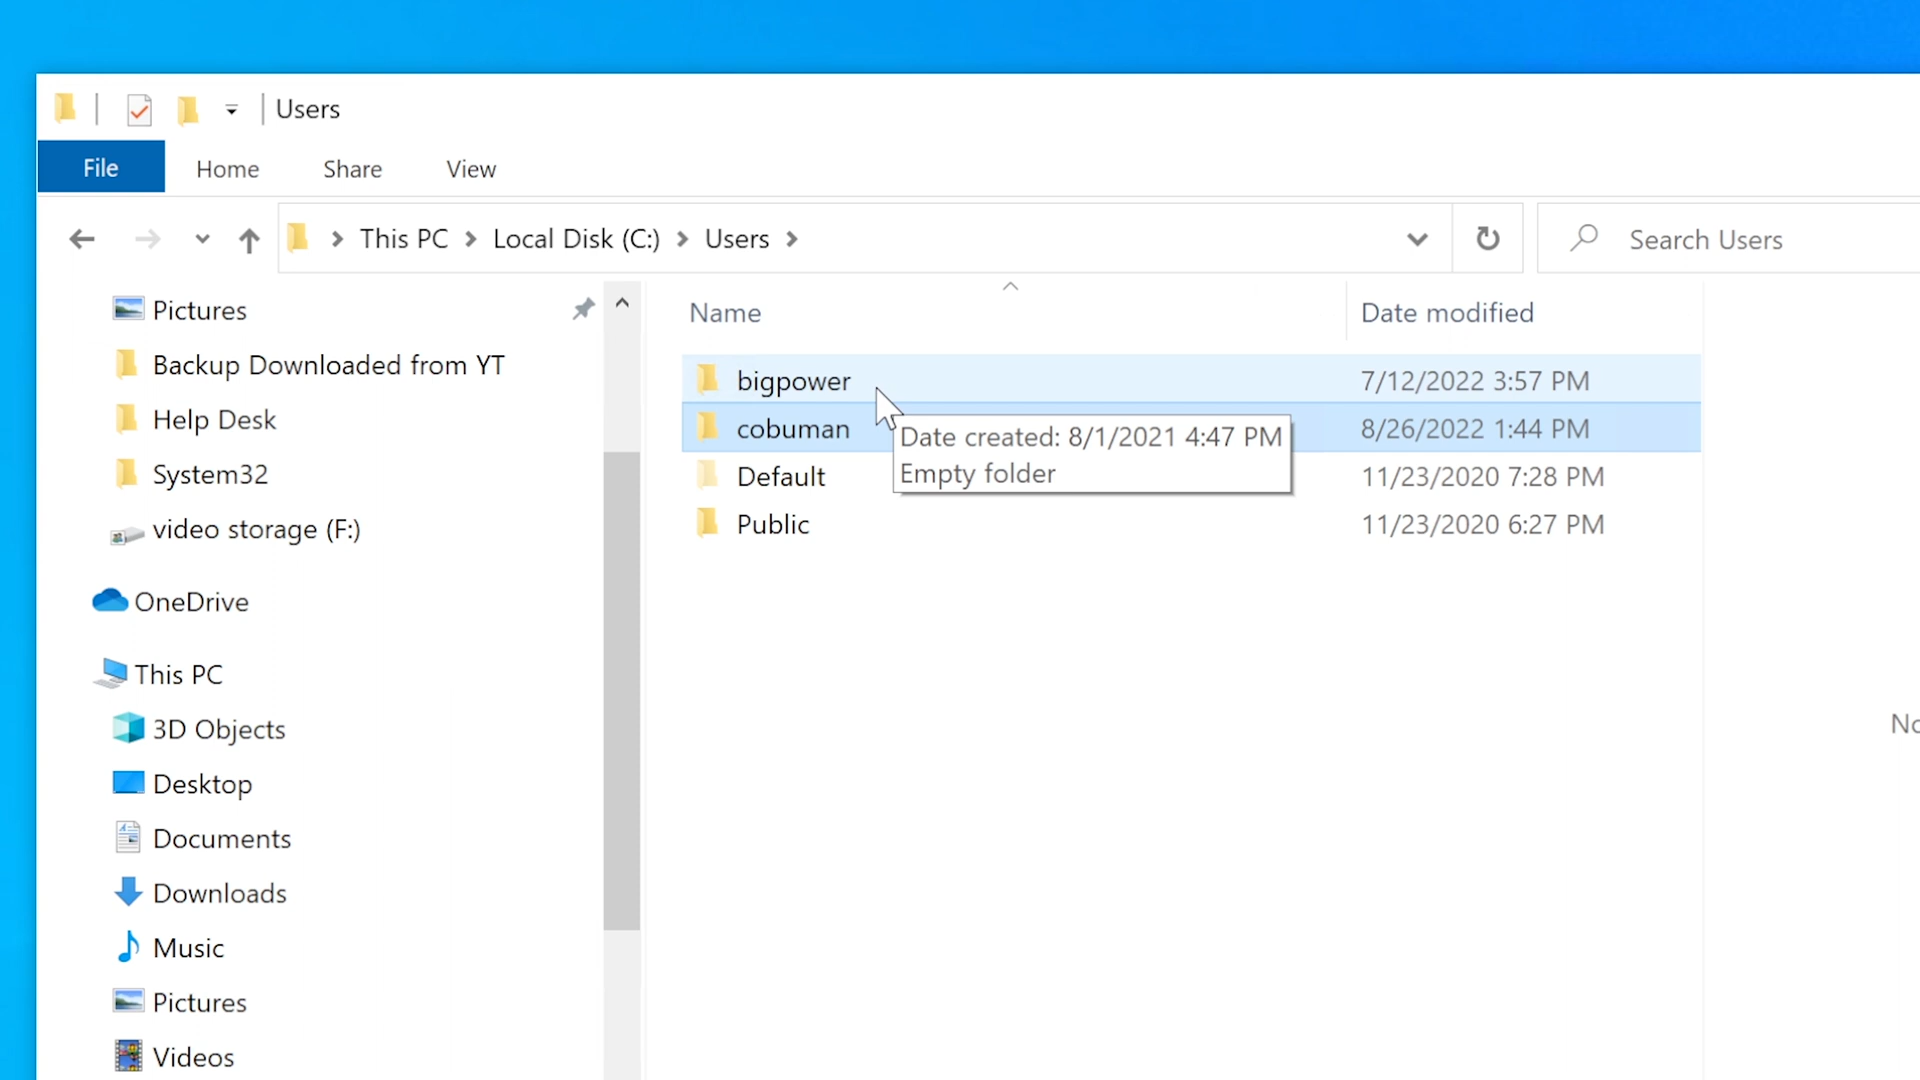 Users
File Home Share View
This PC Local Disk (C:) Users
Search Users
Pictures
Backup Downloaded from YT
Help Desk
System32
video storage (F:)
OneDrive
This PC
3D Objects
Desktop
Documents
Downloads
Music
Pictures
Videos
Name Date modified
bigpower 7/12/2022 3:57 PM
cobuman 8/26/2022 1:44 PM
Date created: 8/1/2021 4:47 PM
Empty folder
Default 11/23/2020 7:28 PM
Public 11/23/2020 6:27 PM